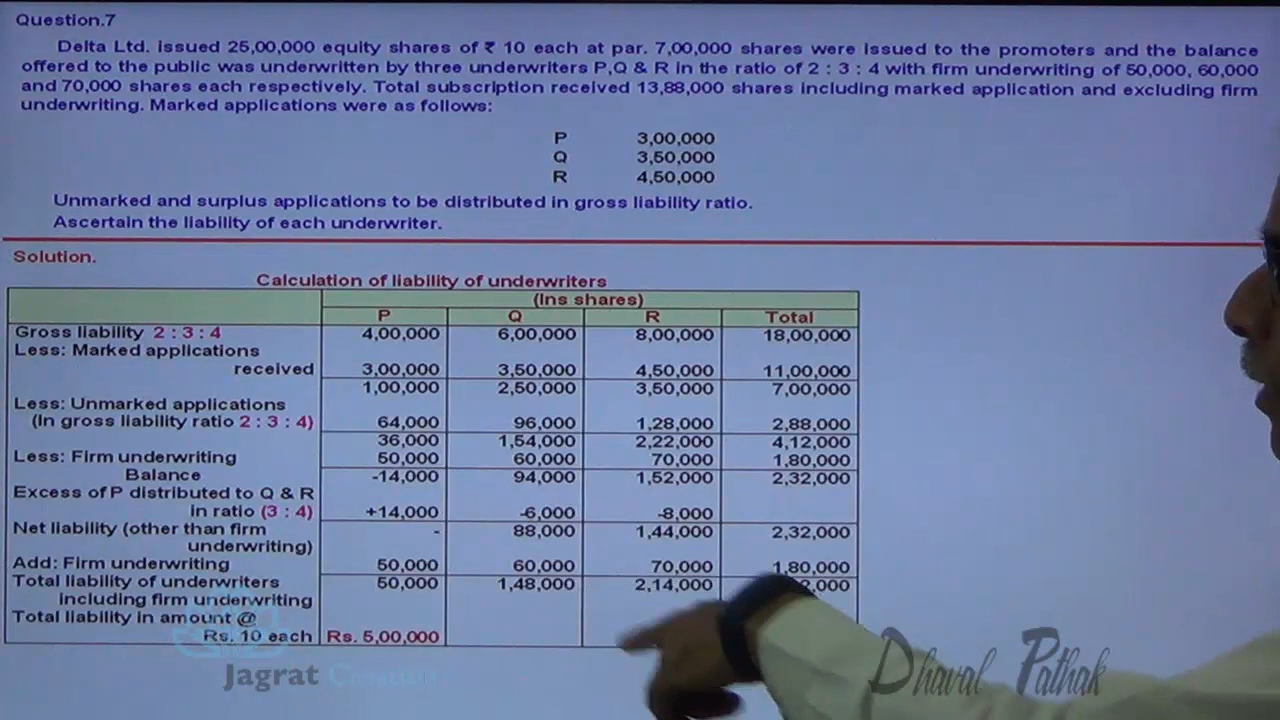 Question.7
Delta Ltd. issued 25,00,000 equity shares of ₹ 10 each at par. 7,00,000 shares were issued to the promoters and the balance
offered to the public was underwritten by three underwriters P,Q & R in the ratio of 2 : 3 : 4 with firm underwriting of 50,000, 60,000
and 70,000 shares each respectively. Total subscription received 13,88,000 shares including marked application and excluding firm
underwriting. Marked applications were as follows:
P 3,00,000
Q 3,50,000
R 4,50,000
Unmarked and surplus applications to be distributed in gross liability ratio.
Ascertain the liability of each underwriter.
Solution.
Calculation of liability of underwriters
(Ins shares)
P Q R Total
Gross liability 2 : 3 : 4 4,00,000 6,00,000 8,00,000 18,00,000
Less: Marked applications
received 3,00,000 3,50,000 4,50,000 11,00,000
1,00,000 2,50,000 3,50,000 7,00,000
Less: Unmarked applications
(In gross liability ratio 2 : 3 : 4) 64,000 96,000 1,28,000 2,88,000
36,000 1,54,000 2,22,000 4,12,000
Less: Firm underwriting 50,000 60,000 70,000 1,80,000
Balance -14,000 94,000 1,52,000 2,32,000
Excess of P distributed to Q & R
in ratio (3 : 4) +14,000 -6,000 -8,000
Net liability (other than firm - 88,000 1,44,000 2,32,000
underwriting)
Add: Firm underwriting 50,000 60,000 70,000 1,80,000
Total liability of underwriters 50,000 1,48,000 2,14,000
including firm underwriting
Total liability in amount @
Rs. 10 each Rs. 5,00,000
Jagrat Creation
Dhaval Pathak